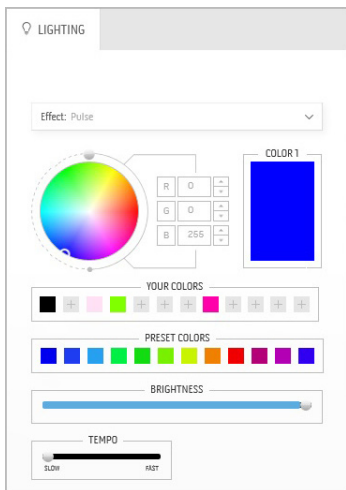 LIGHTING
Effect: Pulse
COLOR 1
R 0
G 0
B 255
YOUR COLORS
PRESET COLORS
BRIGHTNESS
TEMPO
SLOW FAST